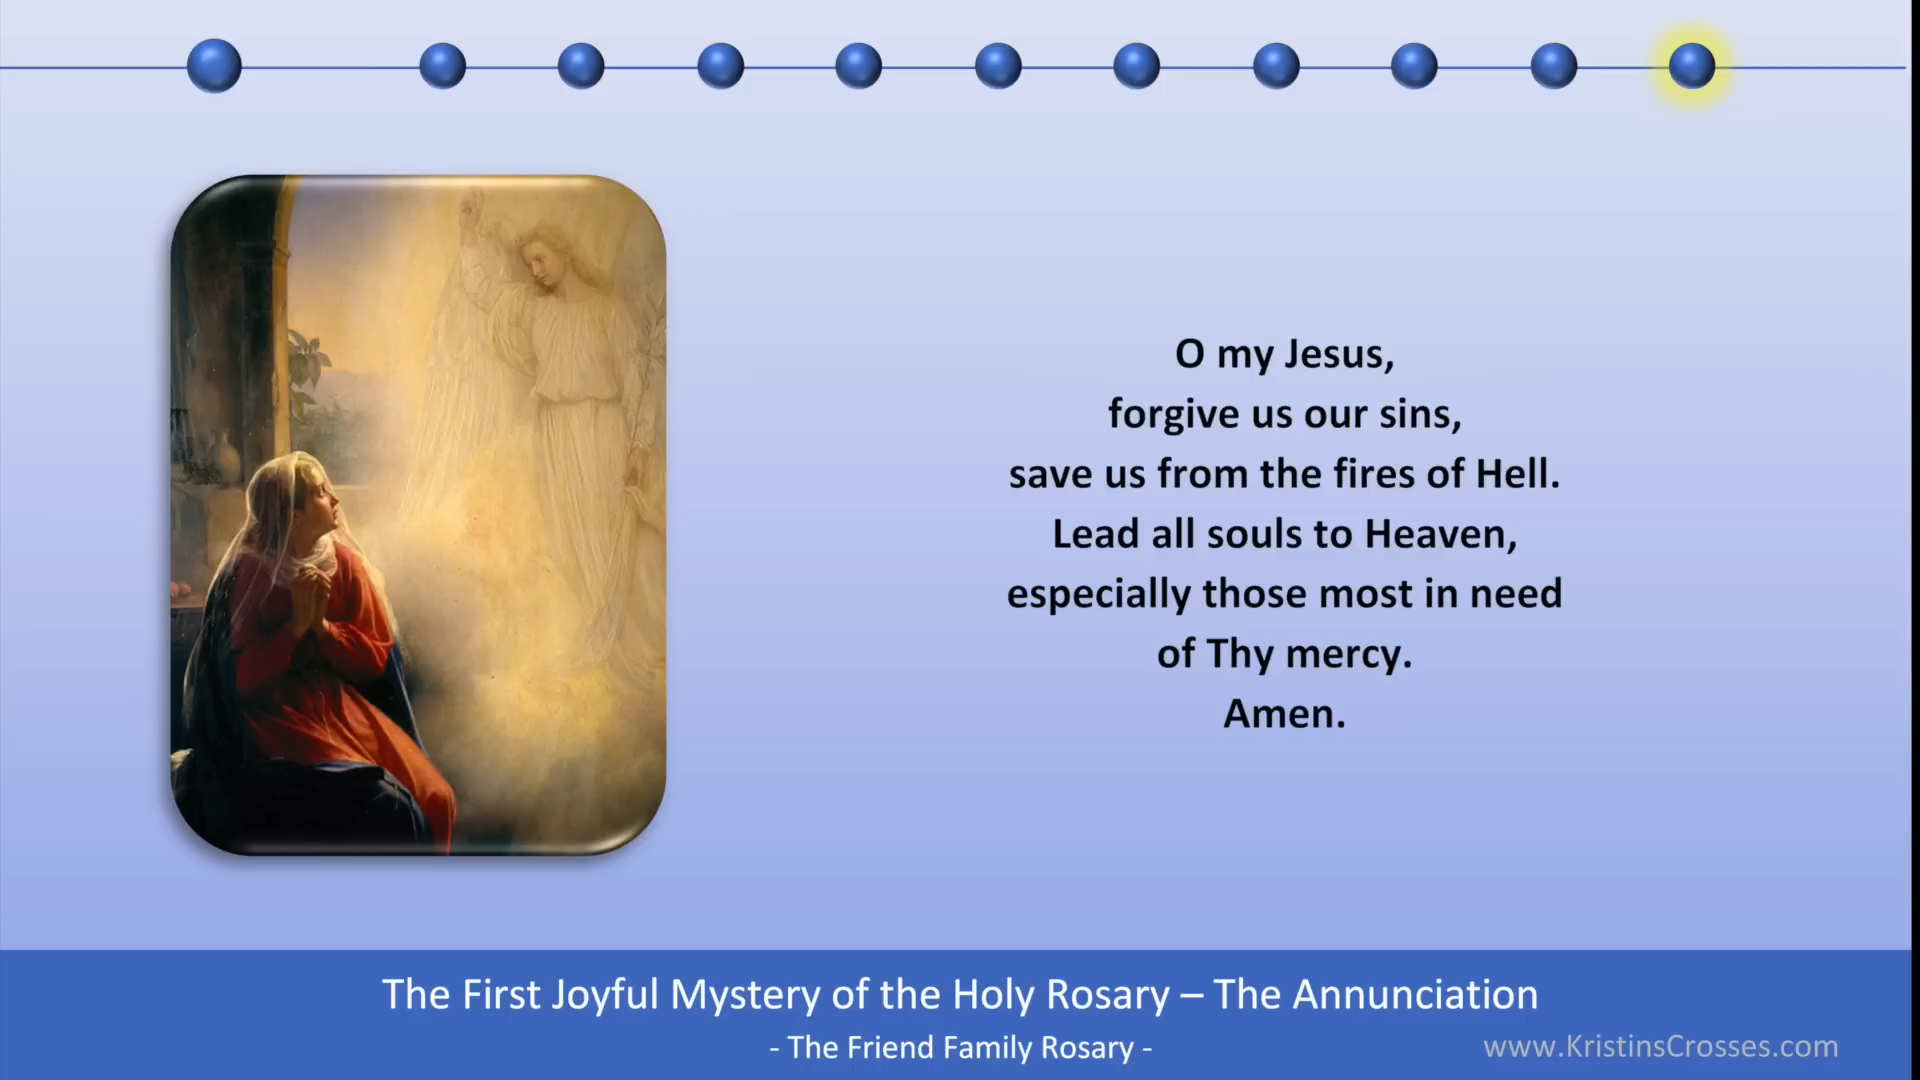 O my Jesus,
forgive us our sins,
save us from the fires of Hell.
Lead all souls to Heaven,
especially those most in need
of Thy mercy.
Amen.
The First Joyful Mystery of the Holy Rosary – The Annunciation
- The Friend Family Rosary -
www.KristinsCrosses.com